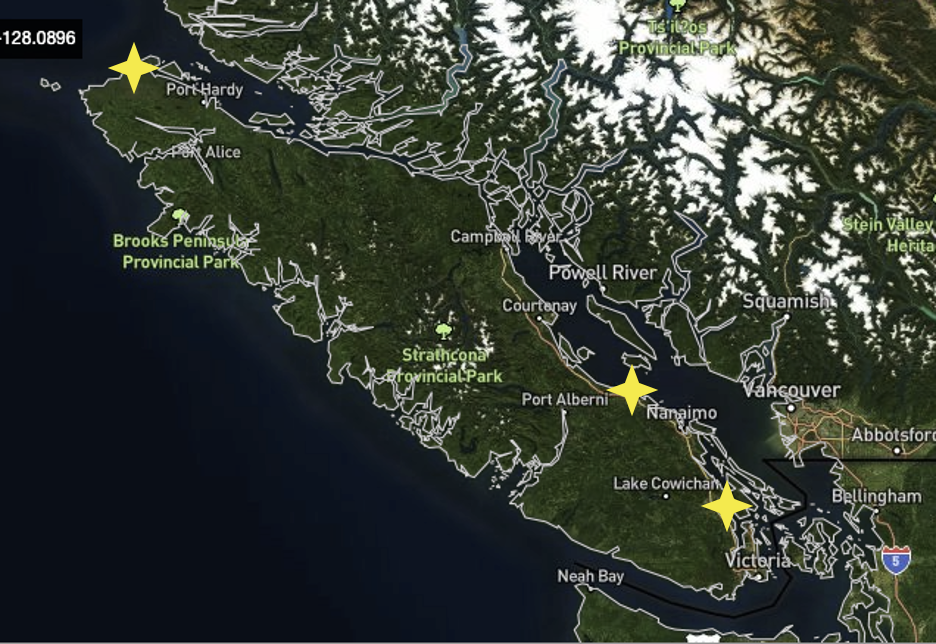 -128.0896
Ts'il?os
Provincial Park
Port Hardy
Port Alice
Brooks Peninsula
Provincial Park
Campbell River
Stein Valley
Herita
Powell River
Squamish
Courtenay
Strathcona
Provincial Park
Port Alberni
Vancouver
Nanaimo
Abbotsford
Lake Cowichan
Bellingham
Victoria
Neah Bay
5